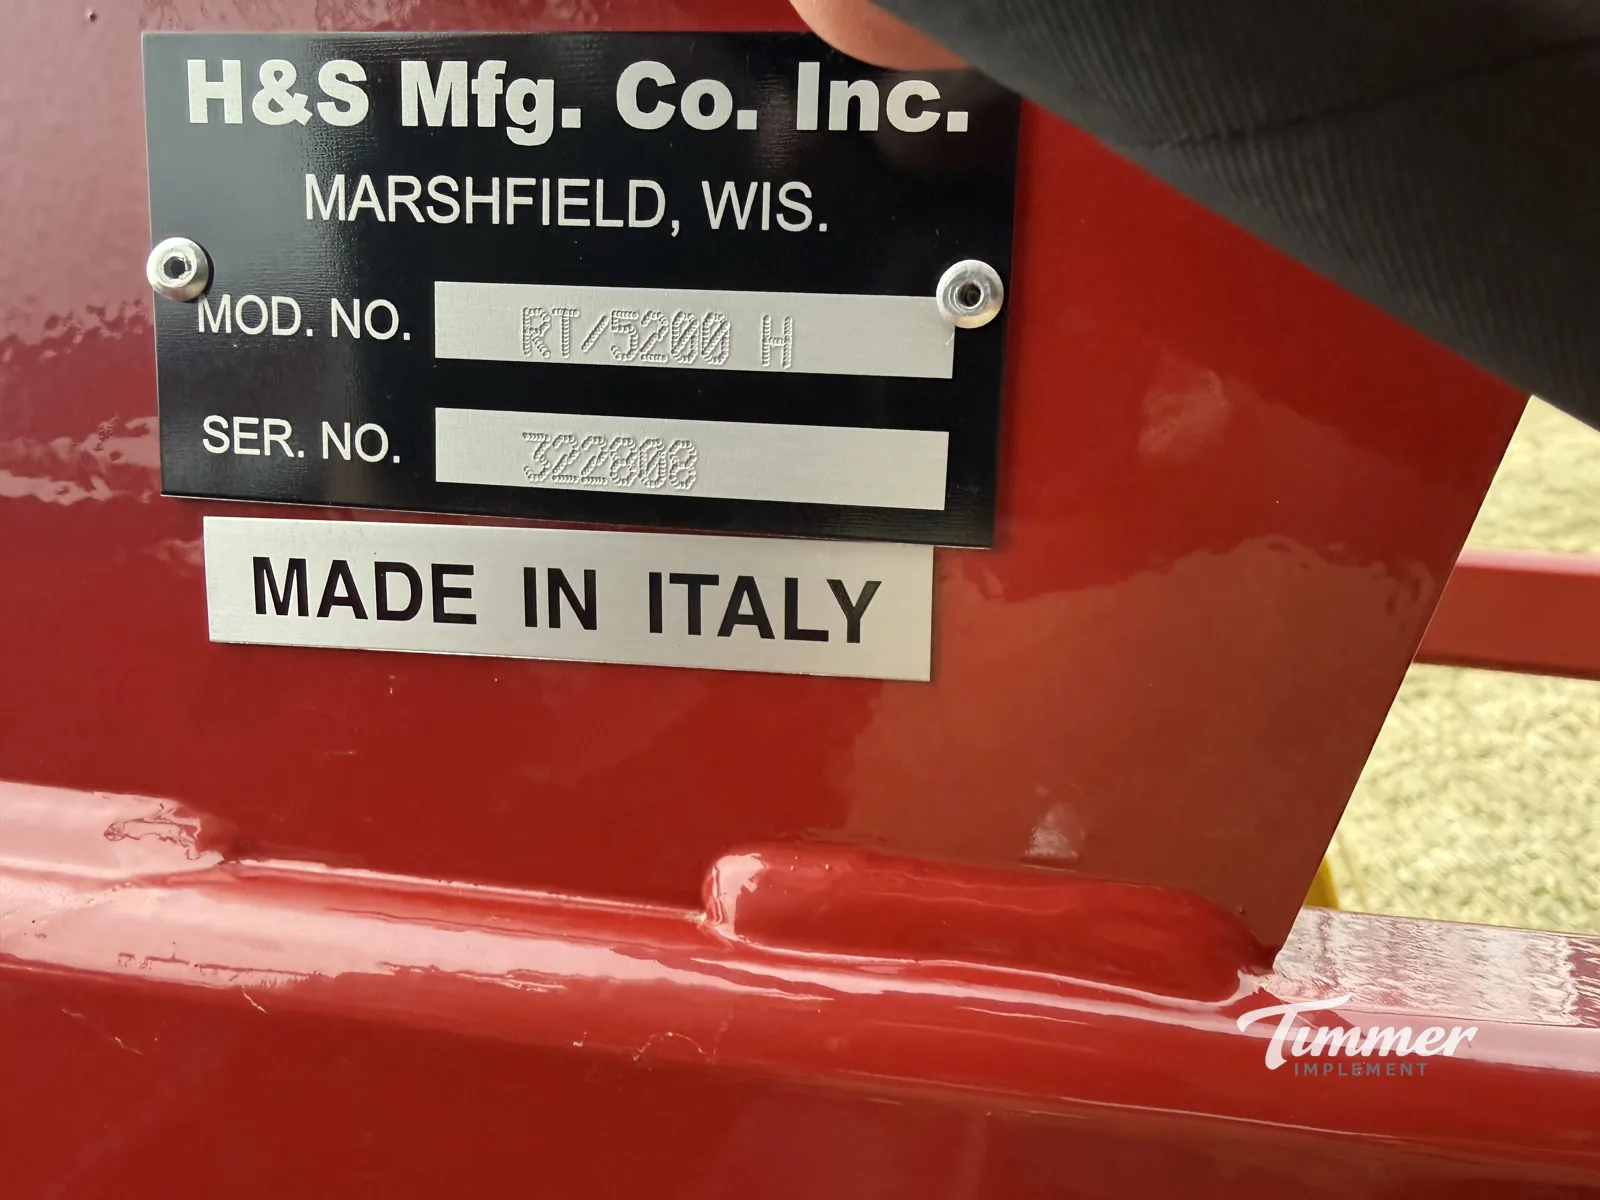 H&S Mfg. Co. Inc.
MARSHFIELD, WIS.
MOD. NO. RT/5200 H
SER. NO. 322808
MADE IN ITALY
Timmer
IMPLEMENT